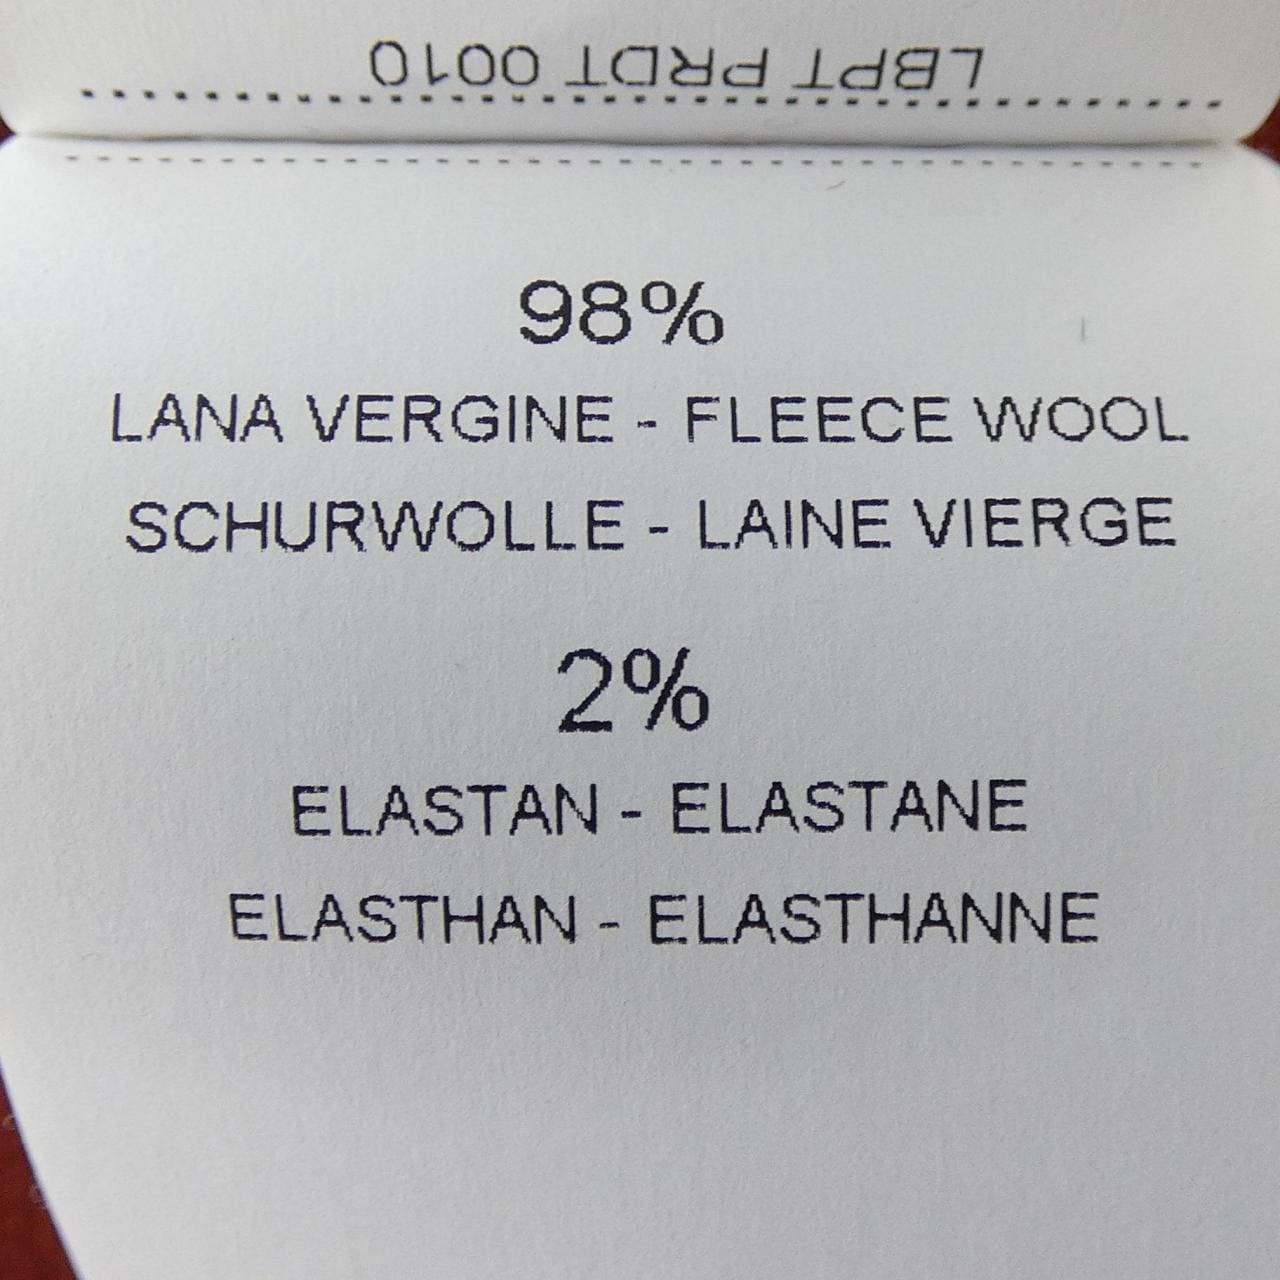 LBPT PRDT 0010
98%
LANA VERGINE - FLEECE WOOL
SCHURWOLLE - LAINE VIERGE
2%
ELASTAN - ELASTANE
ELASTHAN - ELASTHANNE